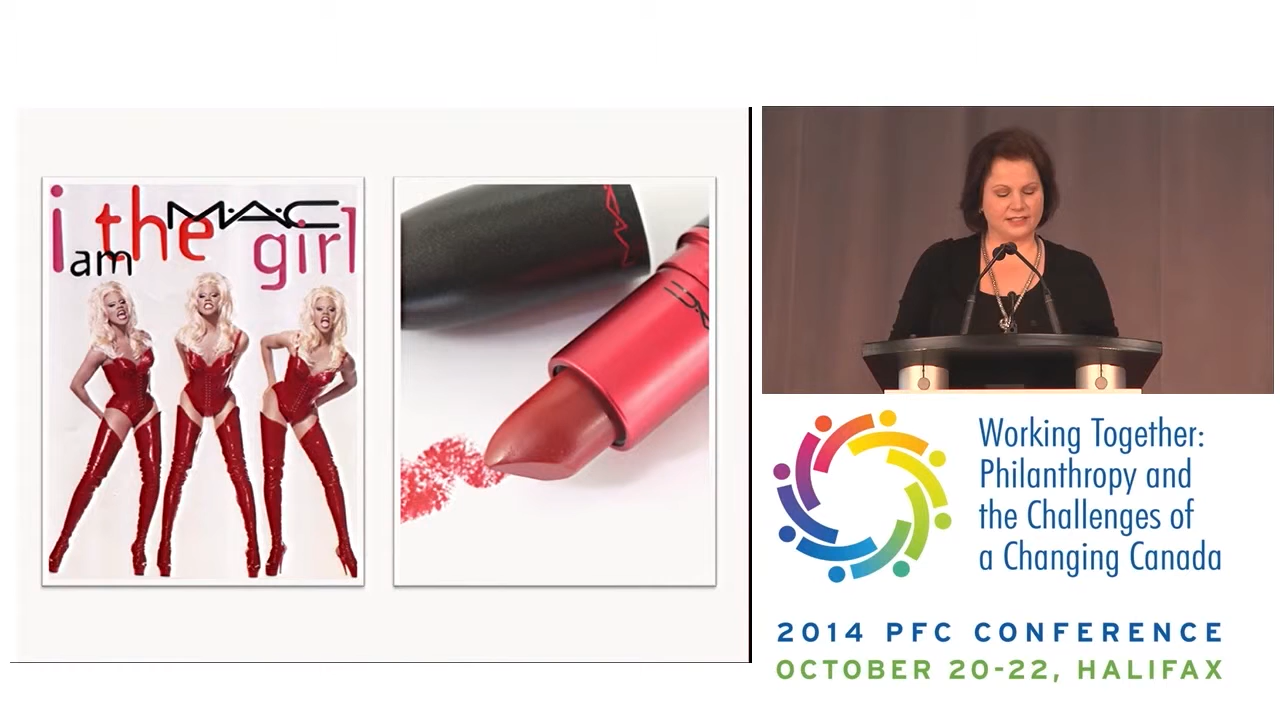 i am the M·A·C girl
MAC
MAC
Working Together:
Philanthropy and
the Challenges of
a Changing Canada
2014 PFC CONFERENCE
OCTOBER 20-22, HALIFAX